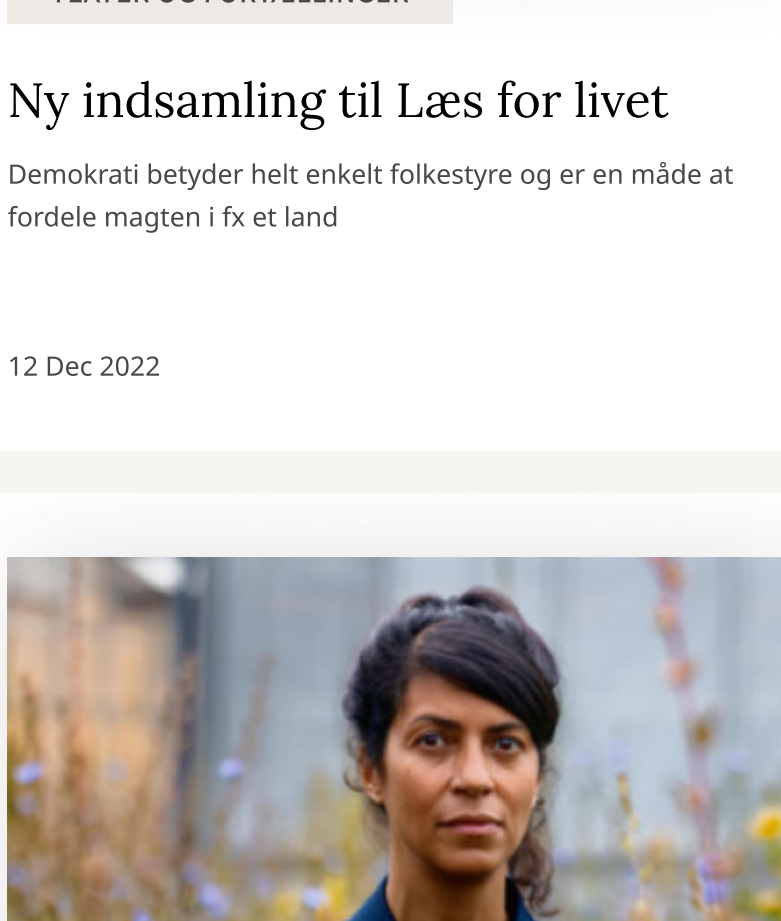 Ny indsamling til Læs for livet
Demokrati betyder helt enkelt folkestyre og er en måde at
fordele magten i fx et land
12 Dec 2022